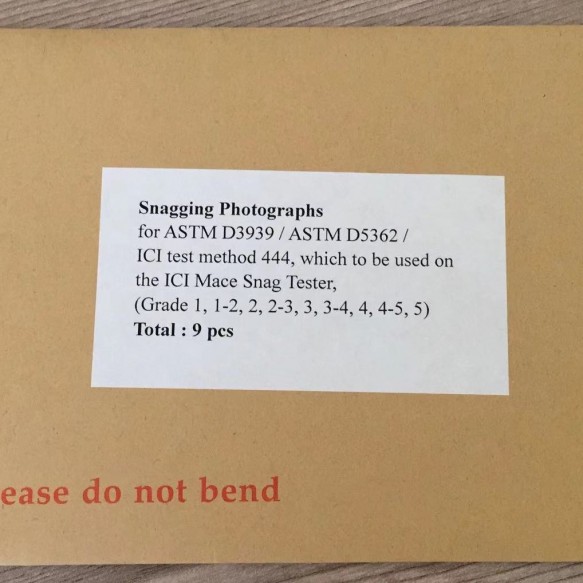 Snagging Photographs
for ASTM D3939 / ASTM D5362 /
ICI test method 444, which to be used on
the ICI Mace Snag Tester,
(Grade 1, 1-2, 2, 2-3, 3, 3-4, 4, 4-5, 5)
Total : 9 pcs
ease do not bend